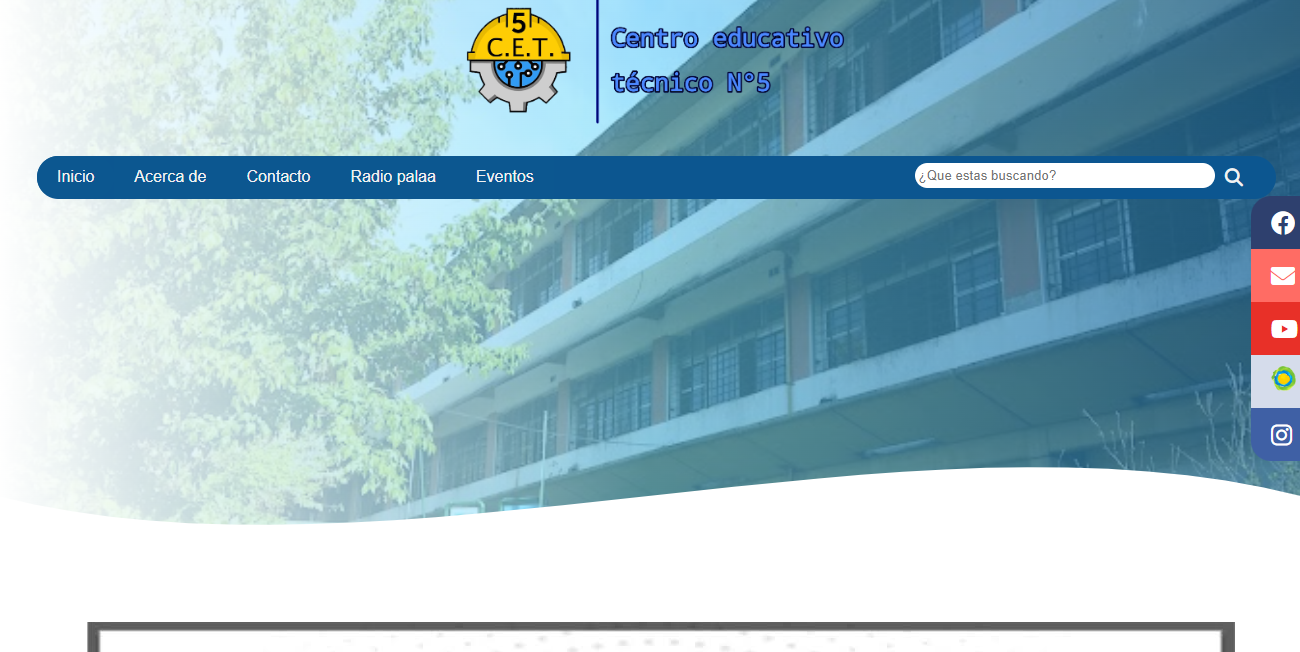 5
C.E.T.
Centro educativo
técnico N°5
Inicio
Acerca de
Contacto
Radio palaa
Eventos
¿Que estas buscando?